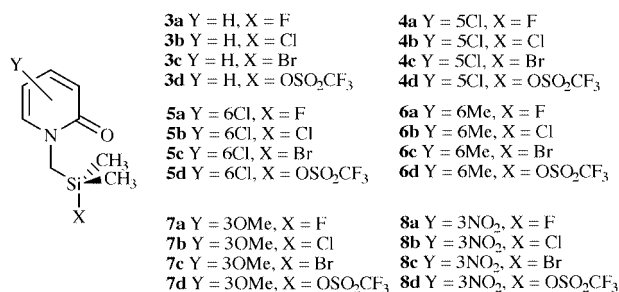 3a Y = H, X = F
3b Y = H, X = Cl
3c Y = H, X = Br
3d Y = H, X = OSO₂CF₃
4a Y = 5Cl, X = F
4b Y = 5Cl, X = Cl
4c Y = 5Cl, X = Br
4d Y = 5Cl, X = OSO₂CF₃
5a Y = 6Cl, X = F
5b Y = 6Cl, X = Cl
5c Y = 6Cl, X = Br
5d Y = 6Cl, X = OSO₂CF₃
6a Y = 6Me, X = F
6b Y = 6Me, X = Cl
6c Y = 6Me, X = Br
6d Y = 6Me, X = OSO₂CF₃
7a Y = 3OMe, X = F
7b Y = 3OMe, X = Cl
7c Y = 3OMe, X = Br
7d Y = 3OMe, X = OSO₂CF₃
8a Y = 3NO₂, X = F
8b Y = 3NO₂, X = Cl
8c Y = 3NO₂, X = Br
8d Y = 3NO₂, X = OSO₂CF₃
Y
N
O
CH₃
Si
CH₃
X